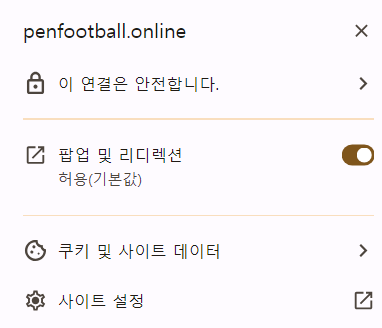 penfootball.online
이 연결은 안전합니다.
팝업 및 리디렉션
허용(기본값)
쿠키 및 사이트 데이터
사이트 설정